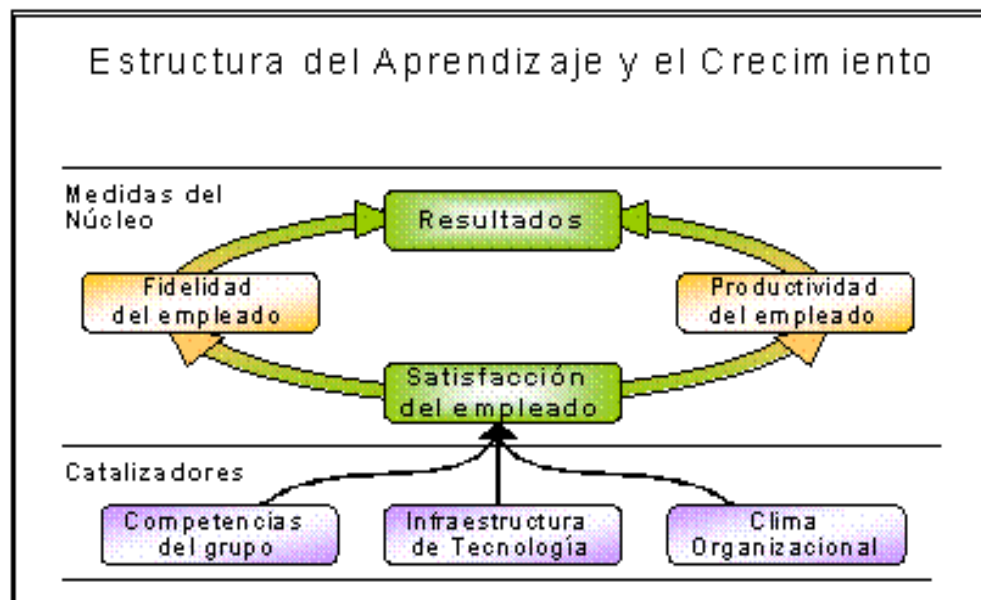 Estructura del Aprendizaje y el Crecimiento
Medidas del
Núcleo
Resultados
Fidelidad
del empleado
Productividad
del empleado
Satisfacción
del empleado
Catalizadores
Competencias
del grupo
Infraestructura
de Tecnología
Clima
Organizacional